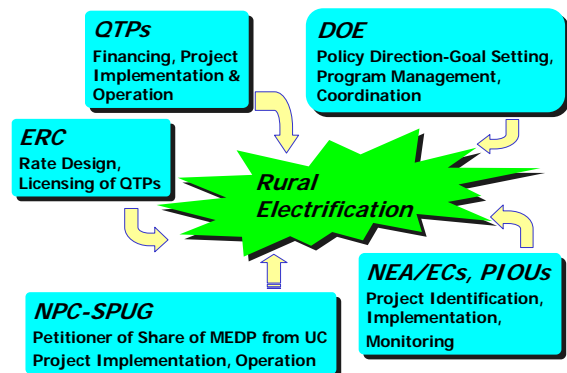 QTPs
Financing, Project
Implementation &
Operation
DOE
Policy Direction-Goal Setting,
Program Management,
Coordination
ERC
Rate Design,
Licensing of QTPs
Rural
Electrification
NPC-SPUG
Petitioner of Share of MEDP from UC
Project Implementation, Operation
NEA/ECs, PIOUs
Project Identification,
Implementation,
Monitoring